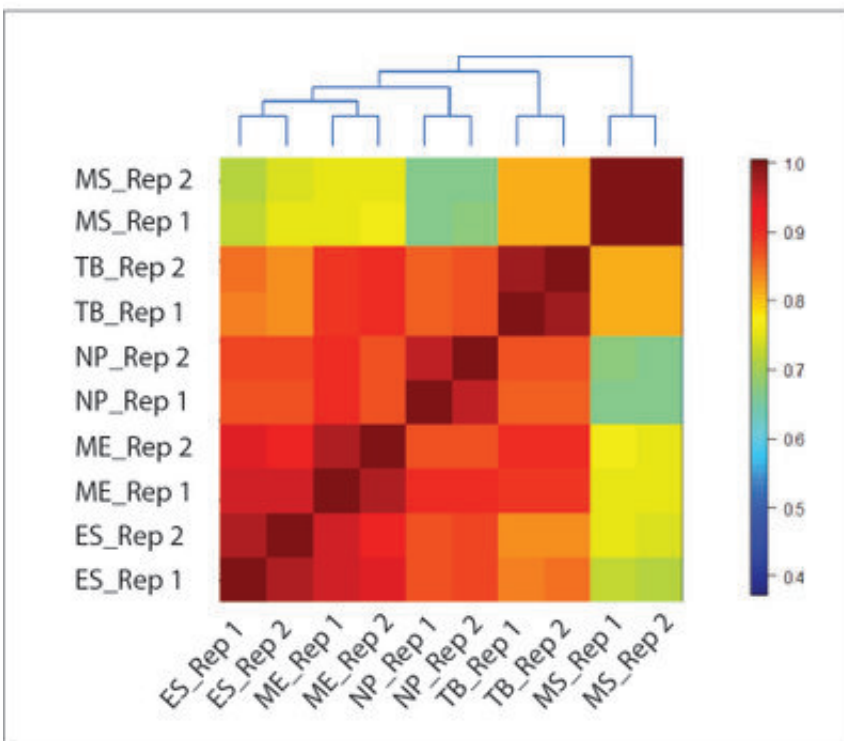 MS_Rep 2
MS_Rep 1
TB_Rep 2
TB_Rep 1
NP_Rep 2
NP_Rep 1
ME_Rep 2
ME_Rep 1
ES_Rep 2
ES_Rep 1
1.0
0.9
0.8
0.7
0.6
0.5
0.4
ES_Rep 1
ES_Rep 2
ME_Rep 1
ME_Rep 2
NP_Rep 1
NP_Rep 2
TB_Rep 1
TB_Rep 2
MS_Rep 1
MS_Rep 2